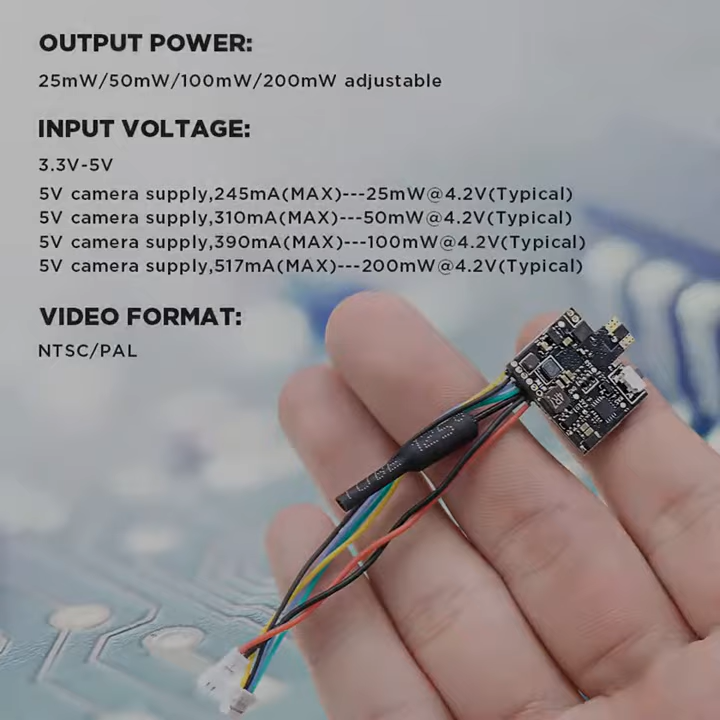 OUTPUT POWER:
25mW/50mW/100mW/200mW adjustable
INPUT VOLTAGE:
3.3V-5V
5V camera supply,245mA(MAX)---25mW@4.2V(Typical)
5V camera supply,310mA(MAX)---50mW@4.2V(Typical)
5V camera supply,390mA(MAX)---100mW@4.2V(Typical)
5V camera supply,517mA(MAX)---200mW@4.2V(Typical)
VIDEO FORMAT:
NTSC/PAL